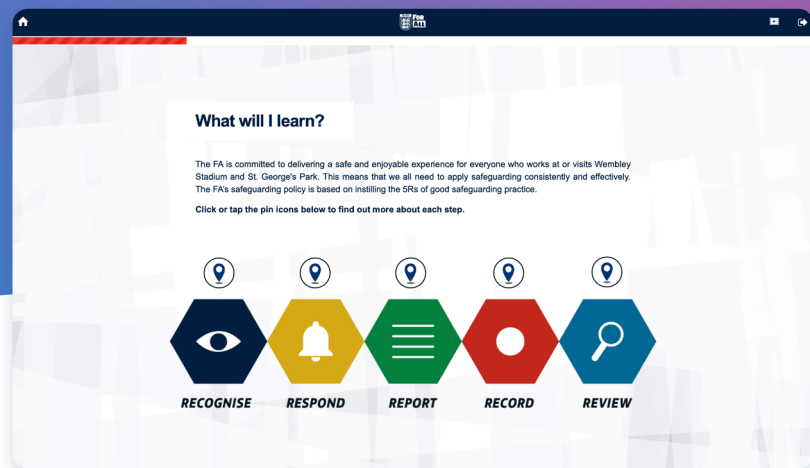 FOR
ALL
What will I learn?
The FA is committed to delivering a safe and enjoyable experience for everyone who works at or visits Wembley
Stadium and St. George's Park. This means that we all need to apply safeguarding consistently and effectively.
The FA's safeguarding policy is based on instilling the 5Rs of good safeguarding practice.
Click or tap the pin icons below to find out more about each step.
RECOGNISE RESPOND REPORT RECORD REVIEW